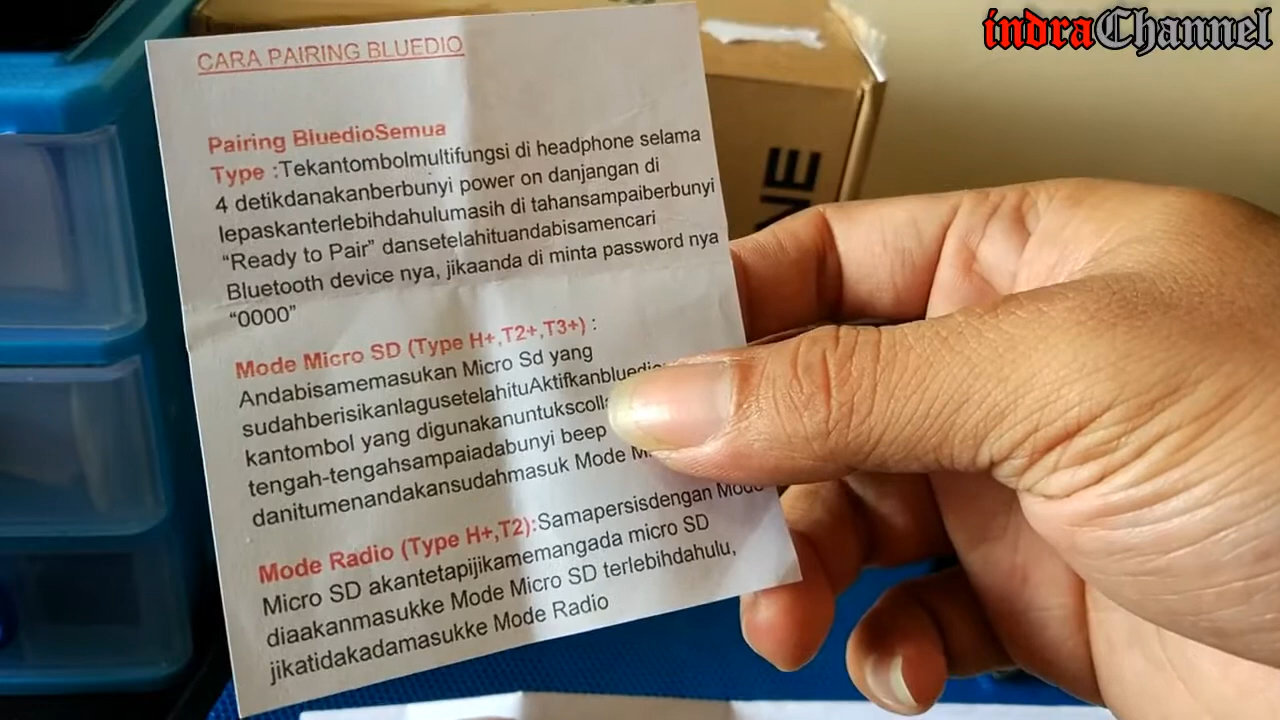 indraChannel
CARA PAIRING BLUEDIO
Pairing BluedioSemua
Type :Tekantombolmultifungsi di headphone selama
4 detikdanakanberbunyi power on danjangan di
lepaskanterlebihdahulumasih di tahansampaiberbunyi
“Ready to Pair” dansetelahituandabisamencari
Bluetooth device nya, jikaanda di minta password nya
“0000”
Mode Micro SD (Type H+,T2+,T3+) :
Andabisamemasukan Micro Sd yang
sudahberisikanlagusetelahituAktifkanbluedio
kantombol yang digunakanuntukscoll
tengah-tengahsampaiadabunyi beep
danitumenandakansudahmasuk Mode
Mode Radio (Type H+,T2):Samapersisdengan Mode
Micro SD akantetapijikamemangada micro SD
diaakanmasukke Mode Micro SD terlebihdahulu,
jikatidakadamasukke Mode Radio